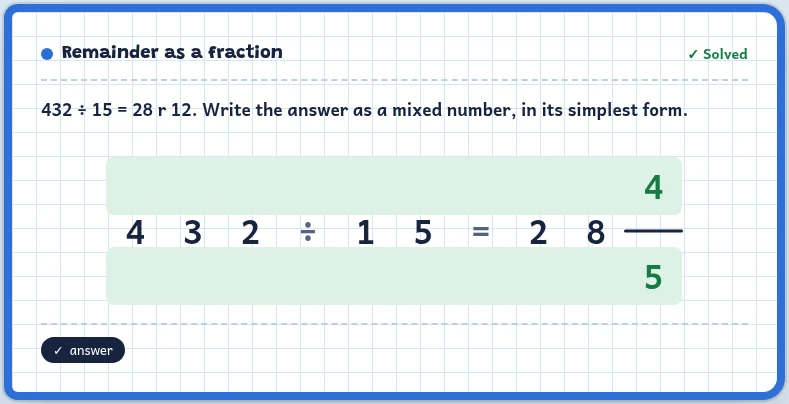 Remainder as a fraction
✓ Solved
432 ÷ 15 = 28 r 12. Write the answer as a mixed number, in its simplest form.
4
4 3 2 ÷ 1 5 = 2 8
5
✓ answer